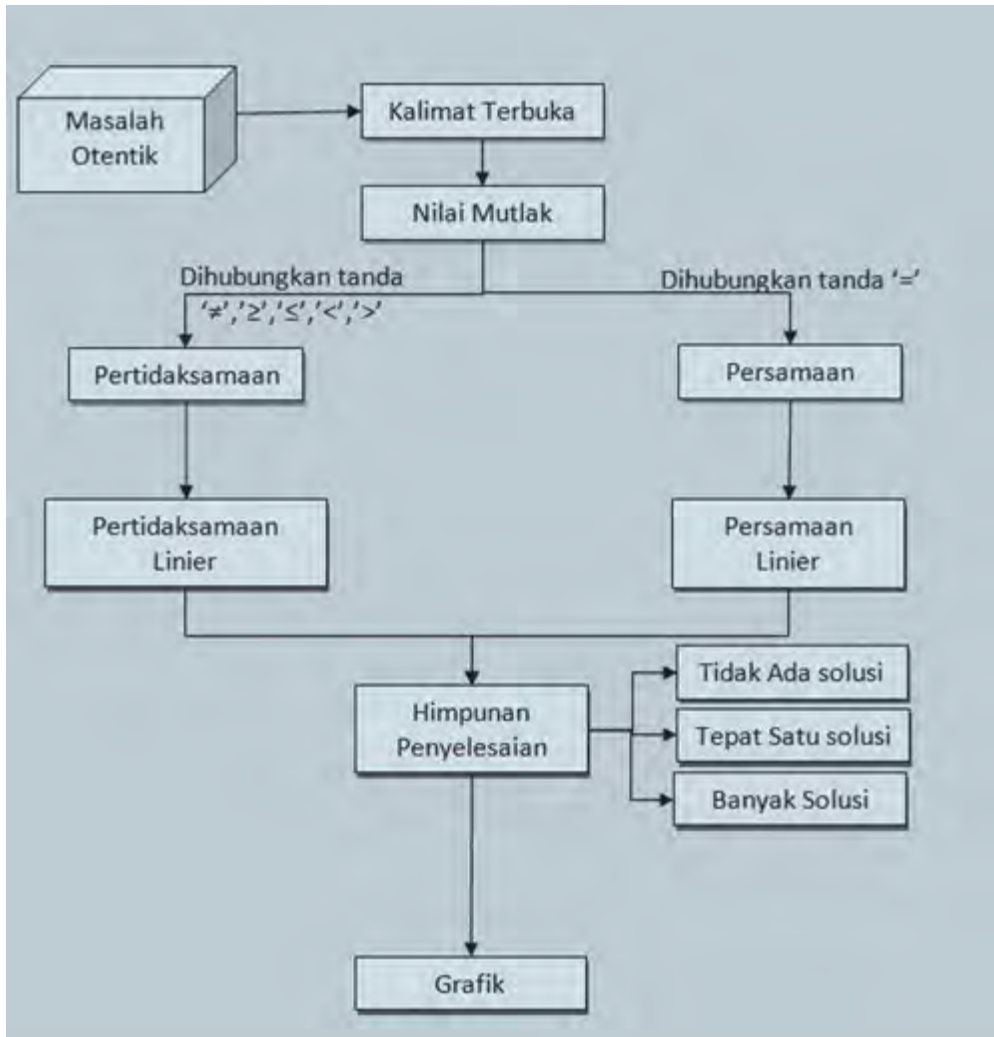 Masalah
Otentik
Kalimat Terbuka
Nilai Mutlak
Dihubungkan tanda
'≠','≥','≤','<','>'
Dihubungkan tanda '='
Pertidaksamaan
Persamaan
Pertidaksamaan
Linier
Persamaan
Linier
Himpunan
Penyelesaian
Tidak Ada solusi
Tepat Satu solusi
Banyak Solusi
Grafik